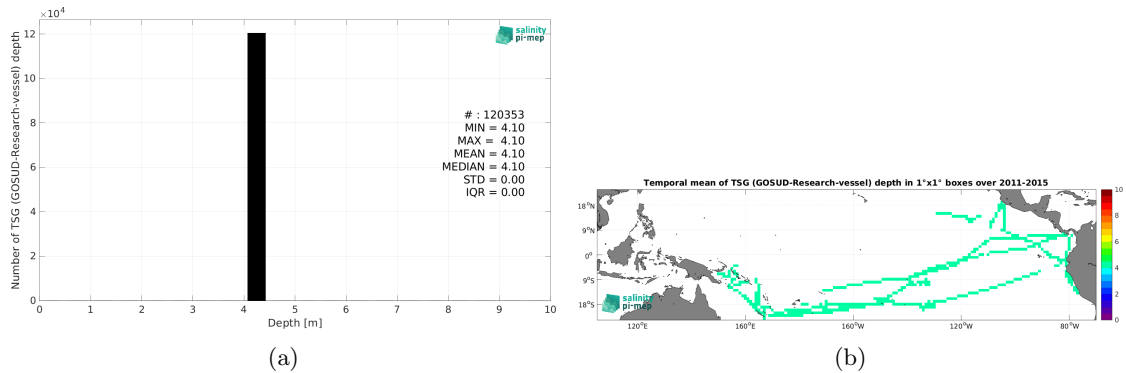 ×10⁴
12
10
8
6
4
2
0
Number of TSG (GOSUD-Research-vessel) depth
salinity
pi-mep
# : 120353
MIN = 4.10
MAX = 4.10
MEAN = 4.10
MEDIAN = 4.10
STD = 0.00
IQR = 0.00
0 1 2 3 4 5 6 7 8 9 10
Depth [m]
(a)
Temporal mean of TSG (GOSUD-Research-vessel) depth in 1°x1° boxes over 2011-2015
18°N
9°N
0°
9°S
18°S
salinity
pi-mep
120°E 160°E 160°W 120°W 80°W
10
8
6
4
2
0
(b)